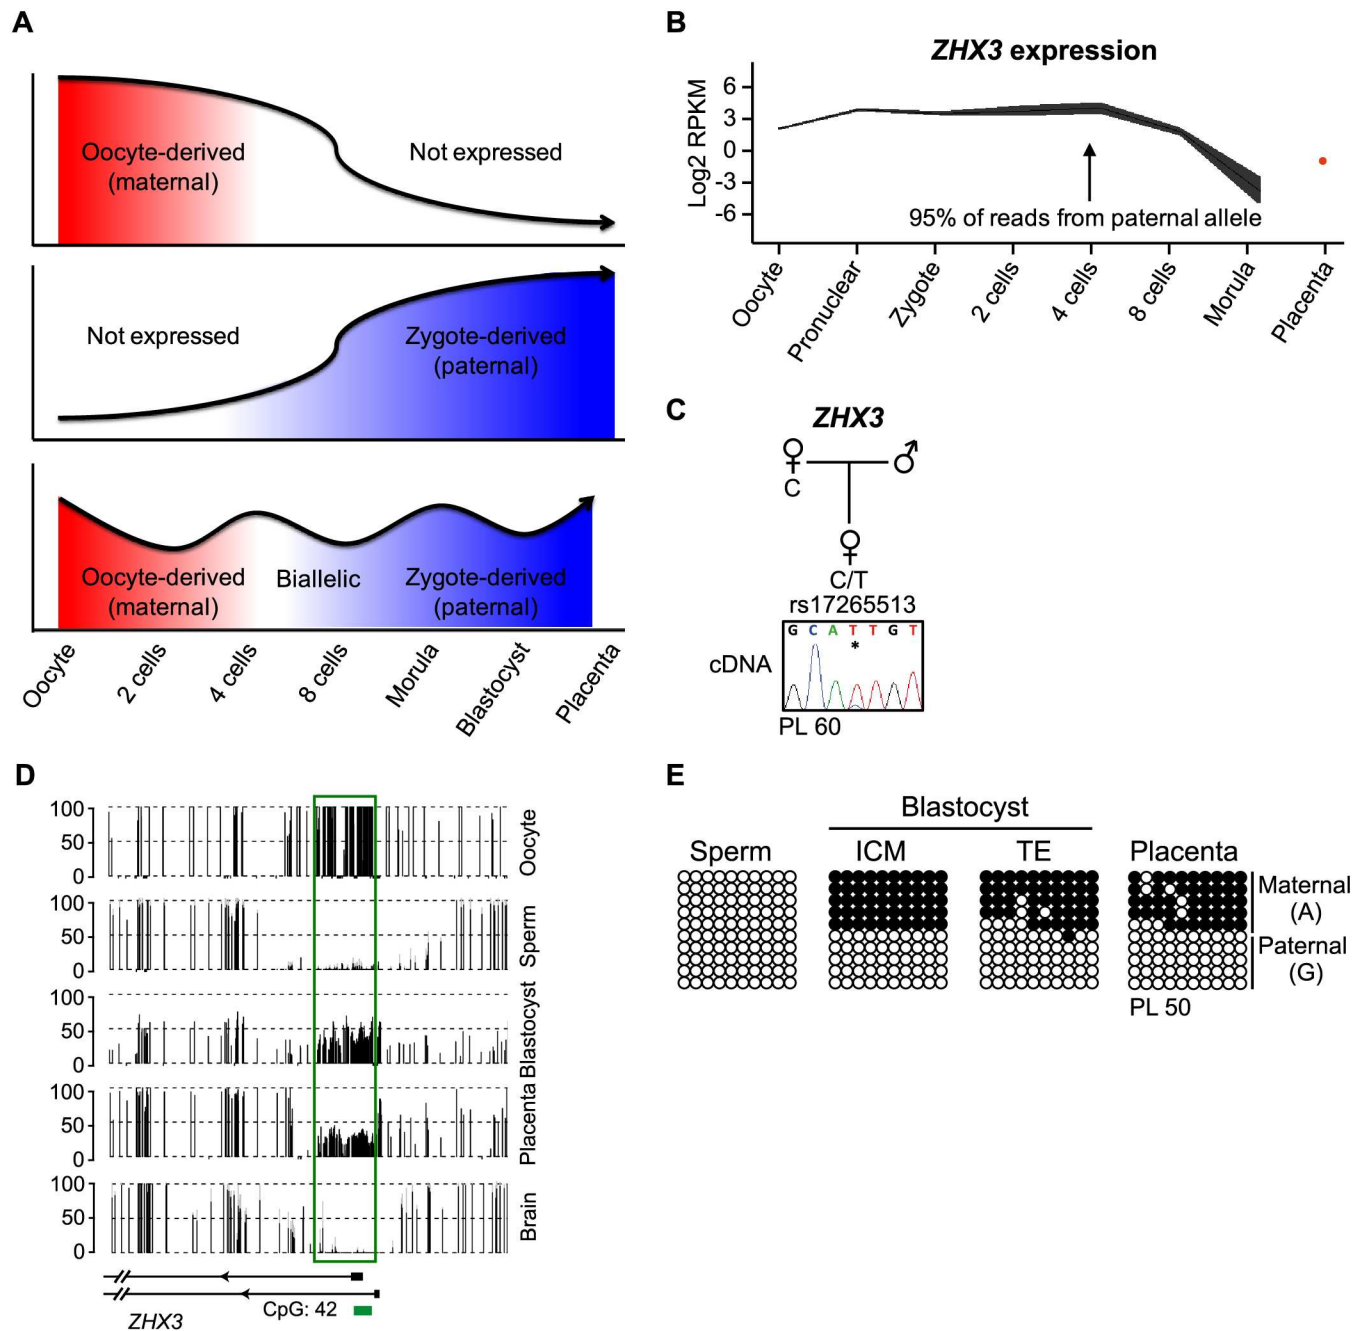 A
Oocyte-derived
(maternal)
Not expressed
Not expressed
Zygote-derived
(paternal)
Oocyte-derived
(maternal)
Biallelic
Zygote-derived
(paternal)
Oocyte
2 cells
4 cells
8 cells
Morula
Blastocyst
Placenta
B
ZHX3 expression
Log2 RPKM
6
3
0
-3
-6
95% of reads from paternal allele
Oocyte
Pronuclear
Zygote
2 cells
4 cells
8 cells
Morula
Placenta
C
ZHX3
♀ ♂
C
♀
C/T
rs17265513
G C A T T G T
*
cDNA
PL 60
D
100
50
0
Oocyte
100
50
0
Sperm
100
50
0
Blastocyst
100
50
0
Placenta
100
50
0
Brain
CpG: 42
ZHX3
E
Blastocyst
Sperm ICM TE Placenta
Maternal
(A)
Paternal
(G)
PL 50